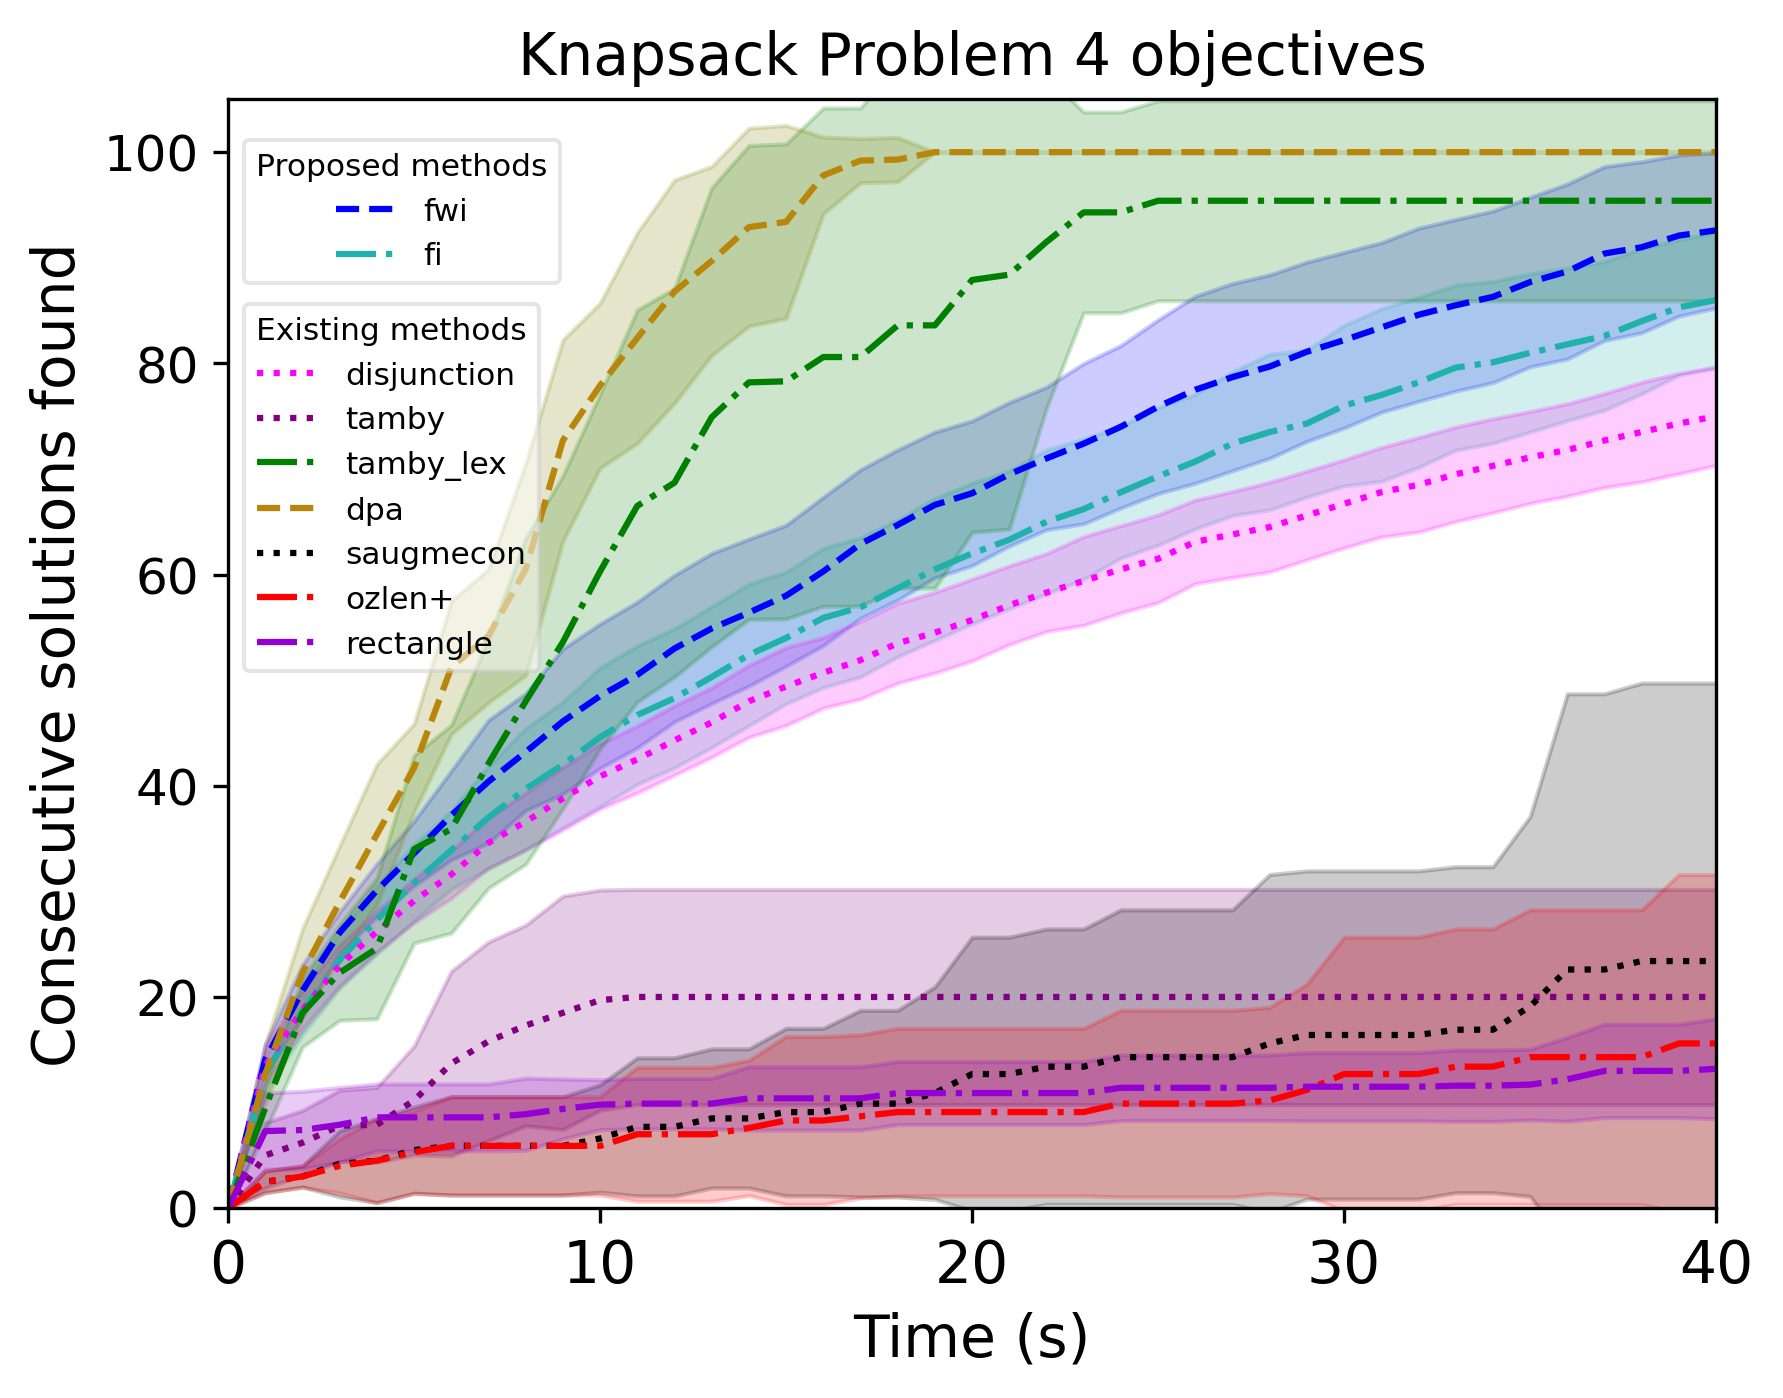 Knapsack Problem 4 objectives
Consecutive solutions found
100
80
60
40
20
0
Proposed methods
fwi
fi
Existing methods
disjunction
tamby
tamby_lex
dpa
saugmecon
ozlen+
rectangle
0
10
20
30
40
Time (s)